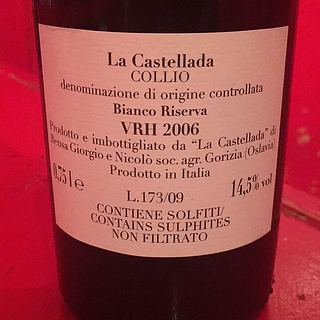 La Castellada
COLLIO
denominazione di origine controllata
Bianco Riserva
VRH 2006
Prodotto e imbottigliato da “La Castellada” di
Bensa Giorgio e Nicolò soc. agr. Gorizia (Oslavia)
Prodotto in Italia
0,75 l e
14,5% vol
L.173/09
CONTIENE SOLFITI/
CONTAINS SULPHITES
NON FILTRATO